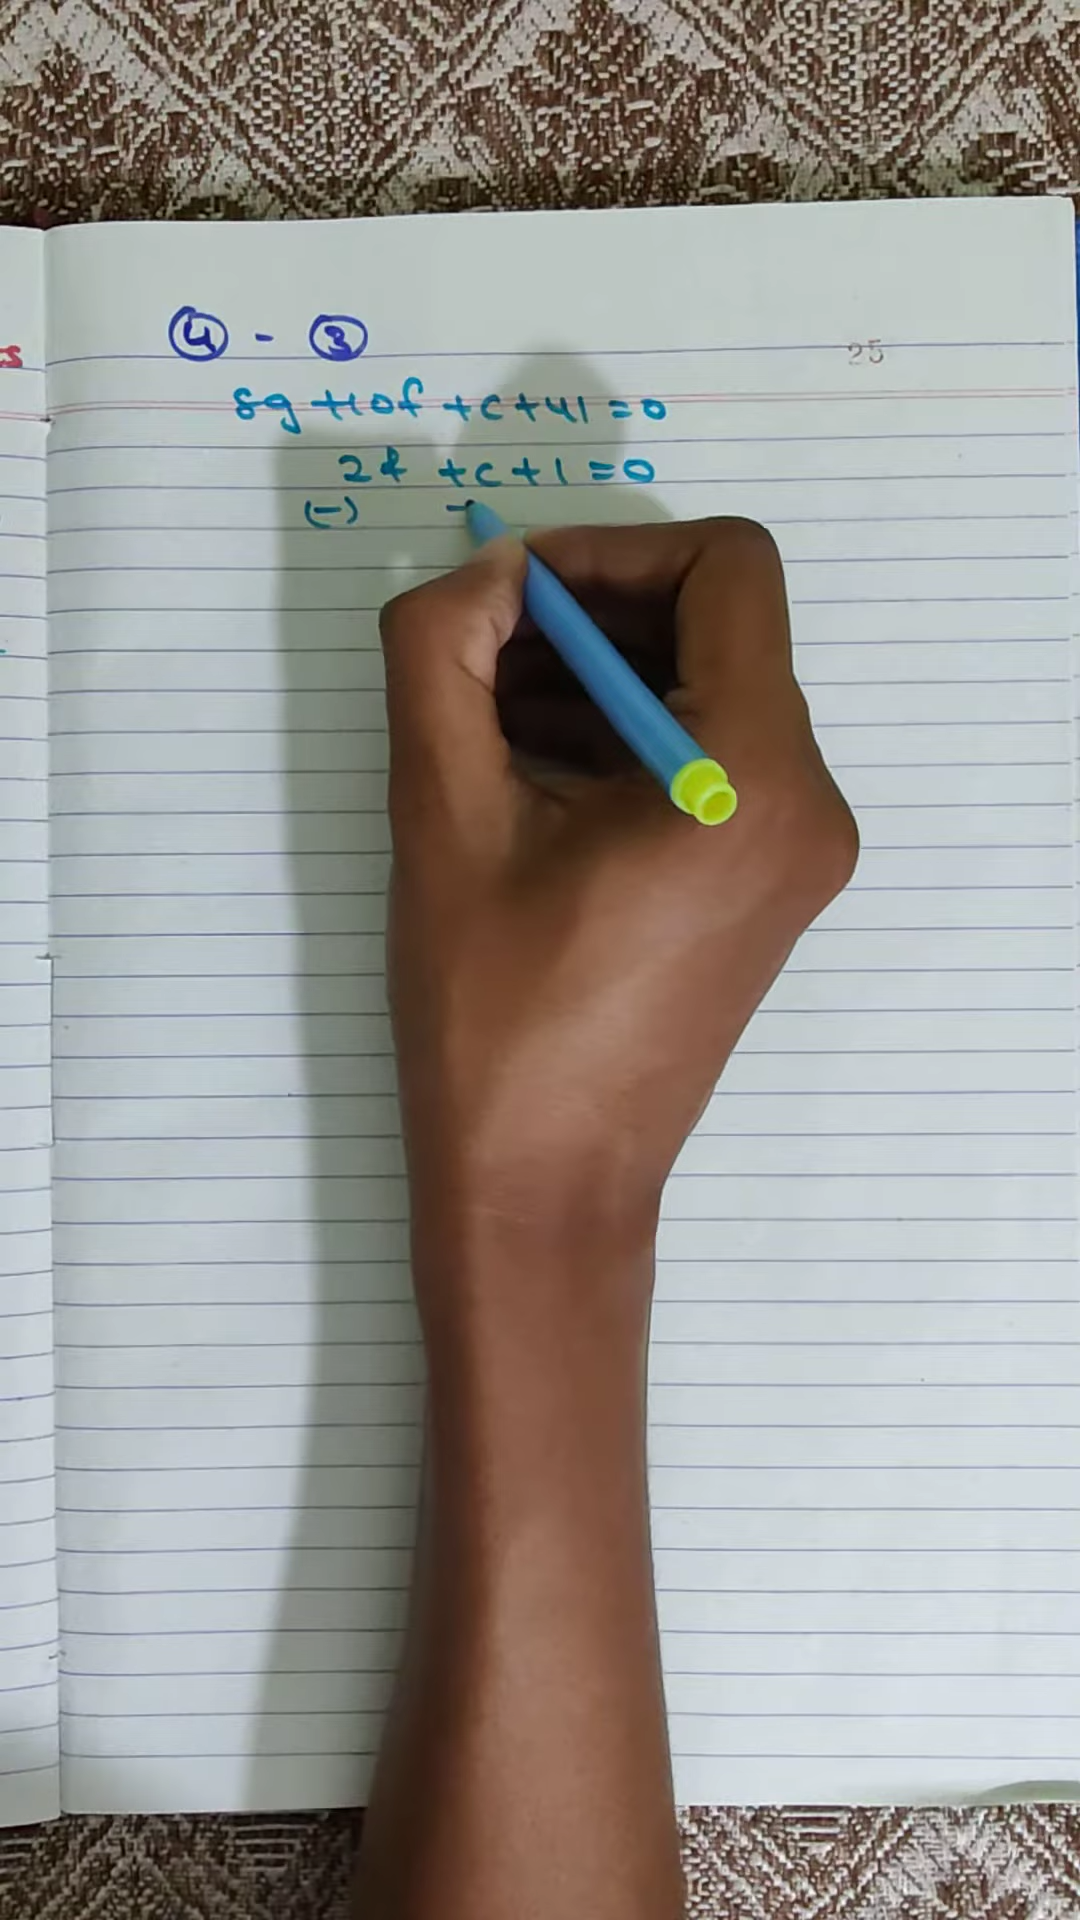 ④ - ③
25
8g +10f +c+41 =0
2f +c+1=0
(-) -
s